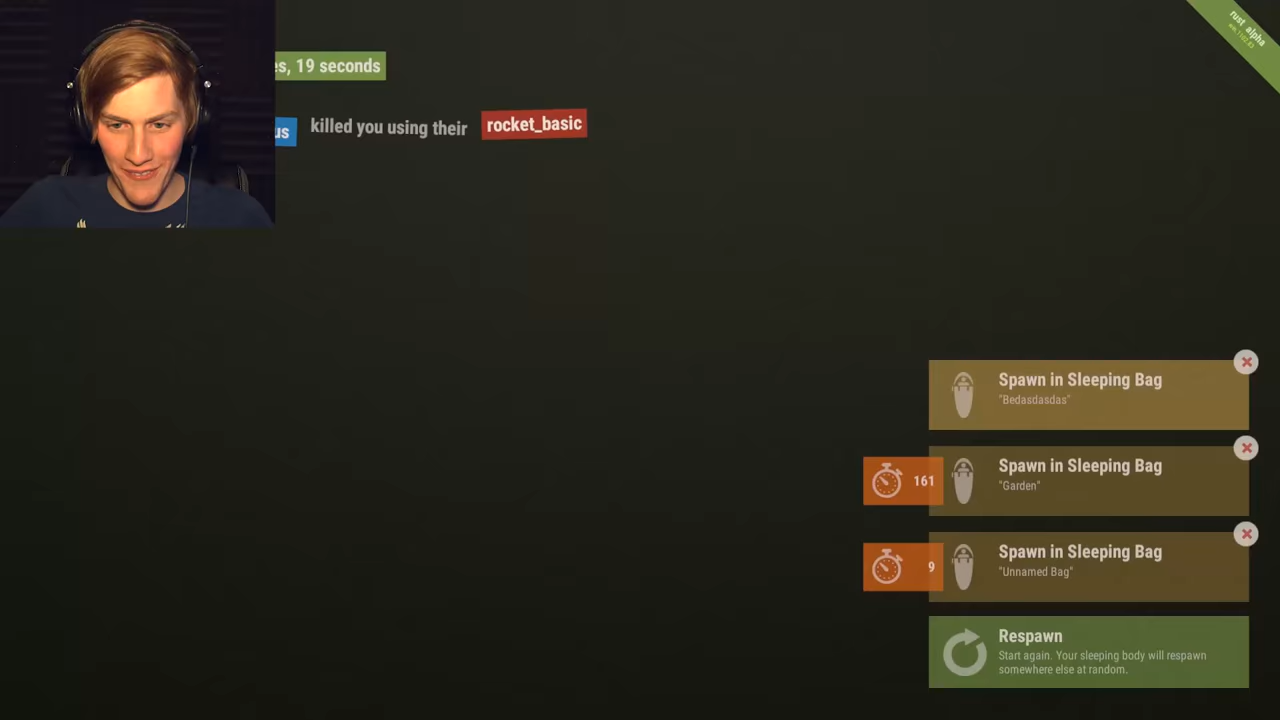 rust alpha
es, 19 seconds
us killed you using their rocket_basic
Spawn in Sleeping Bag
"Bedasdasdas"
161
Spawn in Sleeping Bag
"Garden"
9
Spawn in Sleeping Bag
"Unnamed Bag"
Respawn
Start again. Your sleeping body will respawn
somewhere else at random.